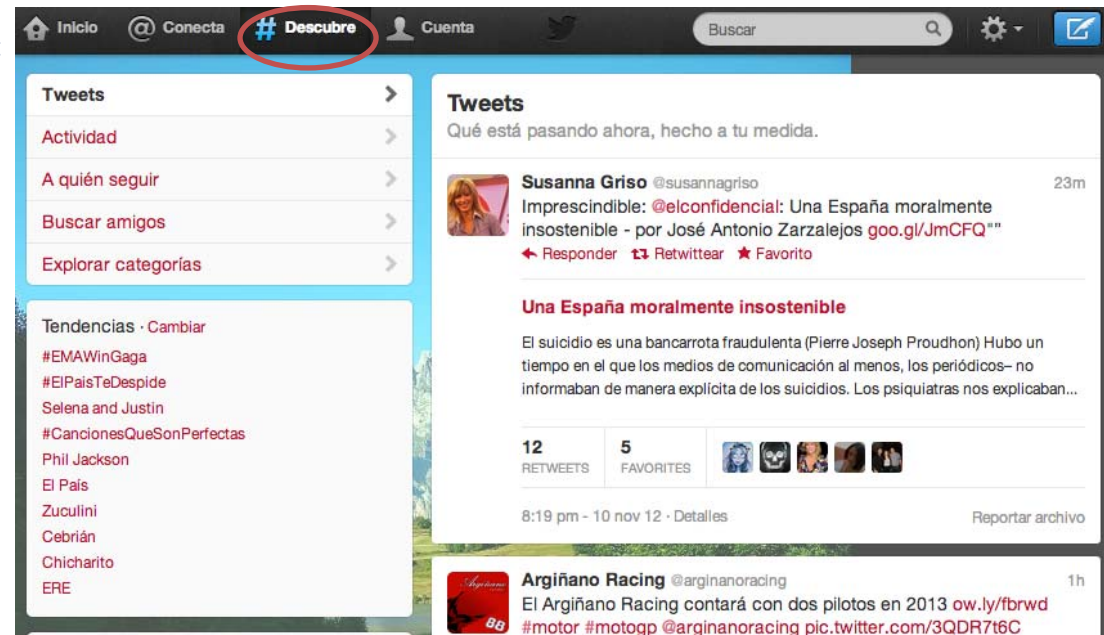 Inicio @ Conecta # Descubre Cuenta Buscar
Tweets
Actividad
A quién seguir
Buscar amigos
Explorar categorías
Tendencias · Cambiar
#EMAWinGaga
#ElPaisTeDespide
Selena and Justin
#CancionesQueSonPerfectas
Phil Jackson
El País
Zuculini
Cebrián
Chicharito
ERE
Tweets
Qué está pasando ahora, hecho a tu medida.
Susanna Griso @susannagriso 23m
Imprescindible: @elconfidencial: Una España moralmente
insostenible - por José Antonio Zarzalejos goo.gl/JmCFQ""
Responder Retwittear Favorito
Una España moralmente insostenible
El suicidio es una bancarrota fraudulenta (Pierre Joseph Proudhon) Hubo un
tiempo en el que los medios de comunicación al menos, los periódicos– no
informaban de manera explícita de los suicidios. Los psiquiatras nos explicaban...
12 5
RETWEETS FAVORITES
8:19 pm - 10 nov 12 · Detalles Reportar archivo
Argiñano Racing @arginanoracing 1h
El Argiñano Racing contará con dos pilotos en 2013 ow.ly/fbrwd
#motor #motogp @arginanoracing pic.twitter.com/3QDR7t6C
Argiñano
88